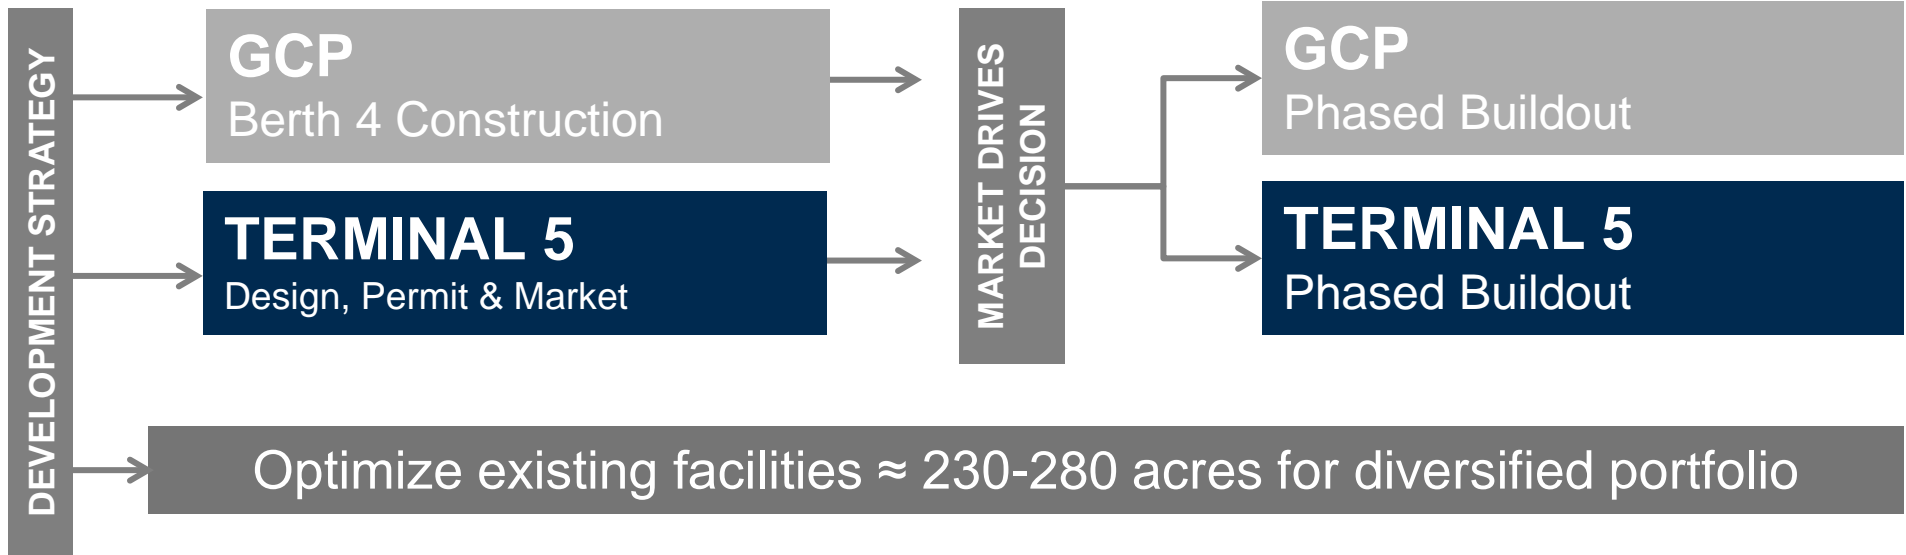 DEVELOPMENT STRATEGY
GCP
Berth 4 Construction
TERMINAL 5
Design, Permit & Market
MARKET DRIVES
DECISION
GCP
Phased Buildout
TERMINAL 5
Phased Buildout
Optimize existing facilities ≈ 230-280 acres for diversified portfolio